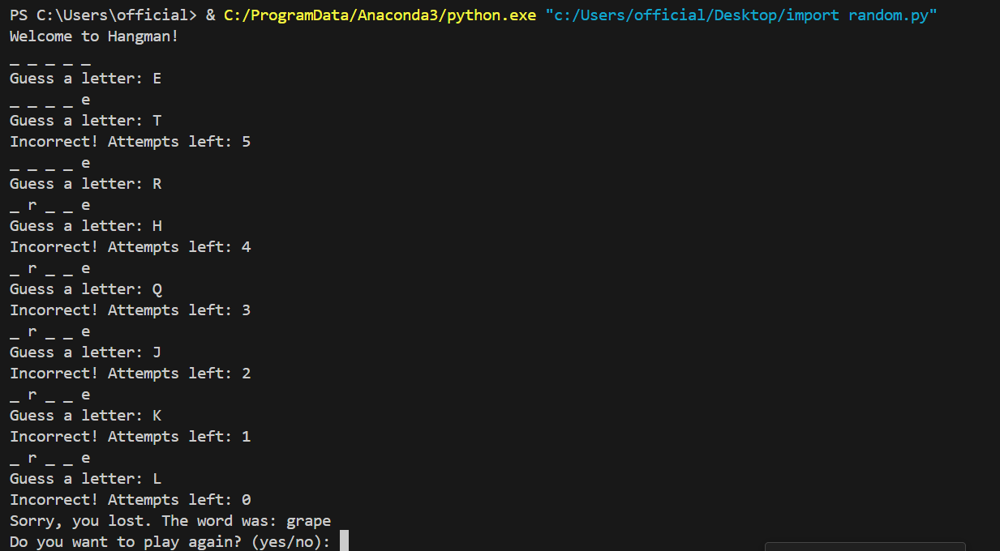 PS C:\Users\official> & C:/ProgramData/Anaconda3/python.exe "c:/Users/official/Desktop/import random.py"
Welcome to Hangman!
_ _ _ _ _
Guess a letter: E
_ _ _ _ e
Guess a letter: T
Incorrect! Attempts left: 5
_ _ _ _ e
Guess a letter: R
_ r _ _ e
Guess a letter: H
Incorrect! Attempts left: 4
_ r _ _ e
Guess a letter: Q
Incorrect! Attempts left: 3
_ r _ _ e
Guess a letter: J
Incorrect! Attempts left: 2
_ r _ _ e
Guess a letter: K
Incorrect! Attempts left: 1
_ r _ _ e
Guess a letter: L
Incorrect! Attempts left: 0
Sorry, you lost. The word was: grape
Do you want to play again? (yes/no):